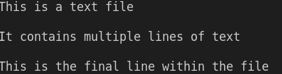 This is a text file
It contains multiple lines of text
This is the final line within the file